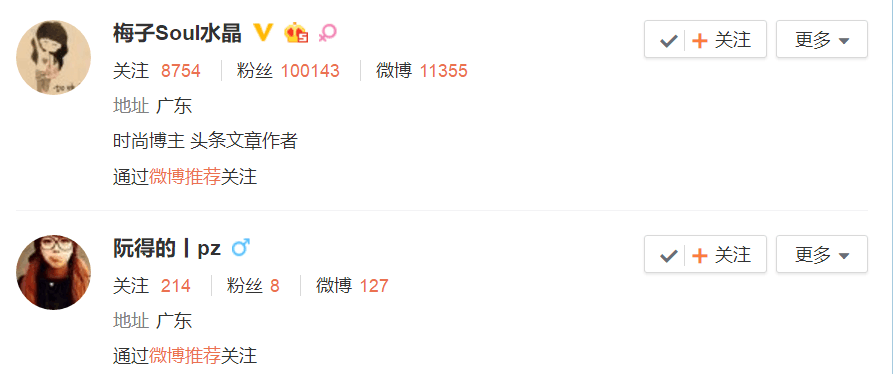 梅子Soul水晶
关注 8754 粉丝 100143 微博 11355
地址 广东
时尚博主 头条文章作者
通过微博推荐关注
+ 关注 更多
阮得的丨pz
关注 214 粉丝 8 微博 127
地址 广东
通过微博推荐关注
+ 关注 更多